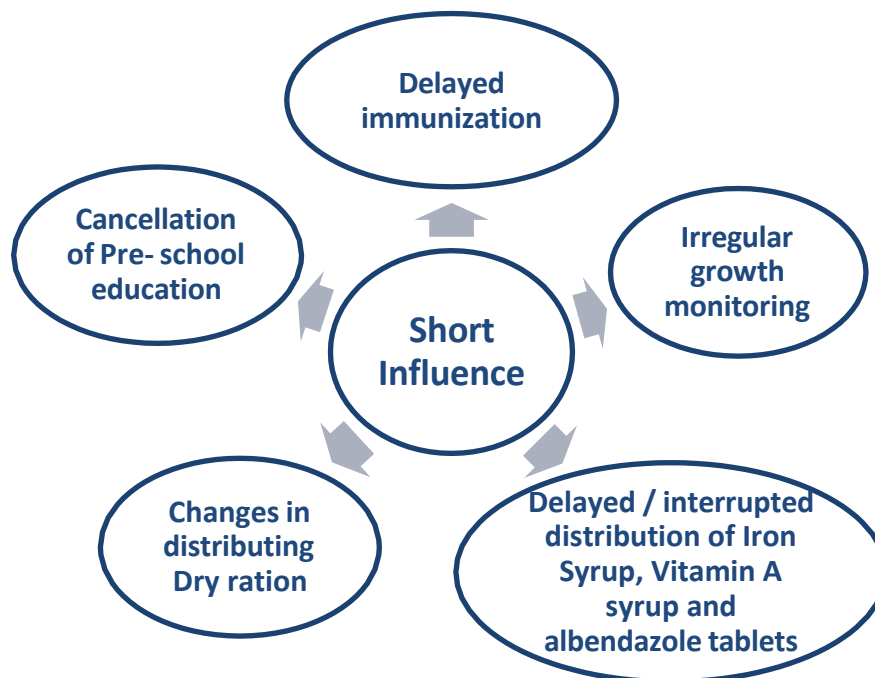 Delayed
immunization
Cancellation
of Pre- school
education
Irregular
growth
monitoring
Short
Influence
Changes in
distributing
Dry ration
Delayed / interrupted
distribution of Iron
Syrup, Vitamin A
syrup and
albendazole tablets